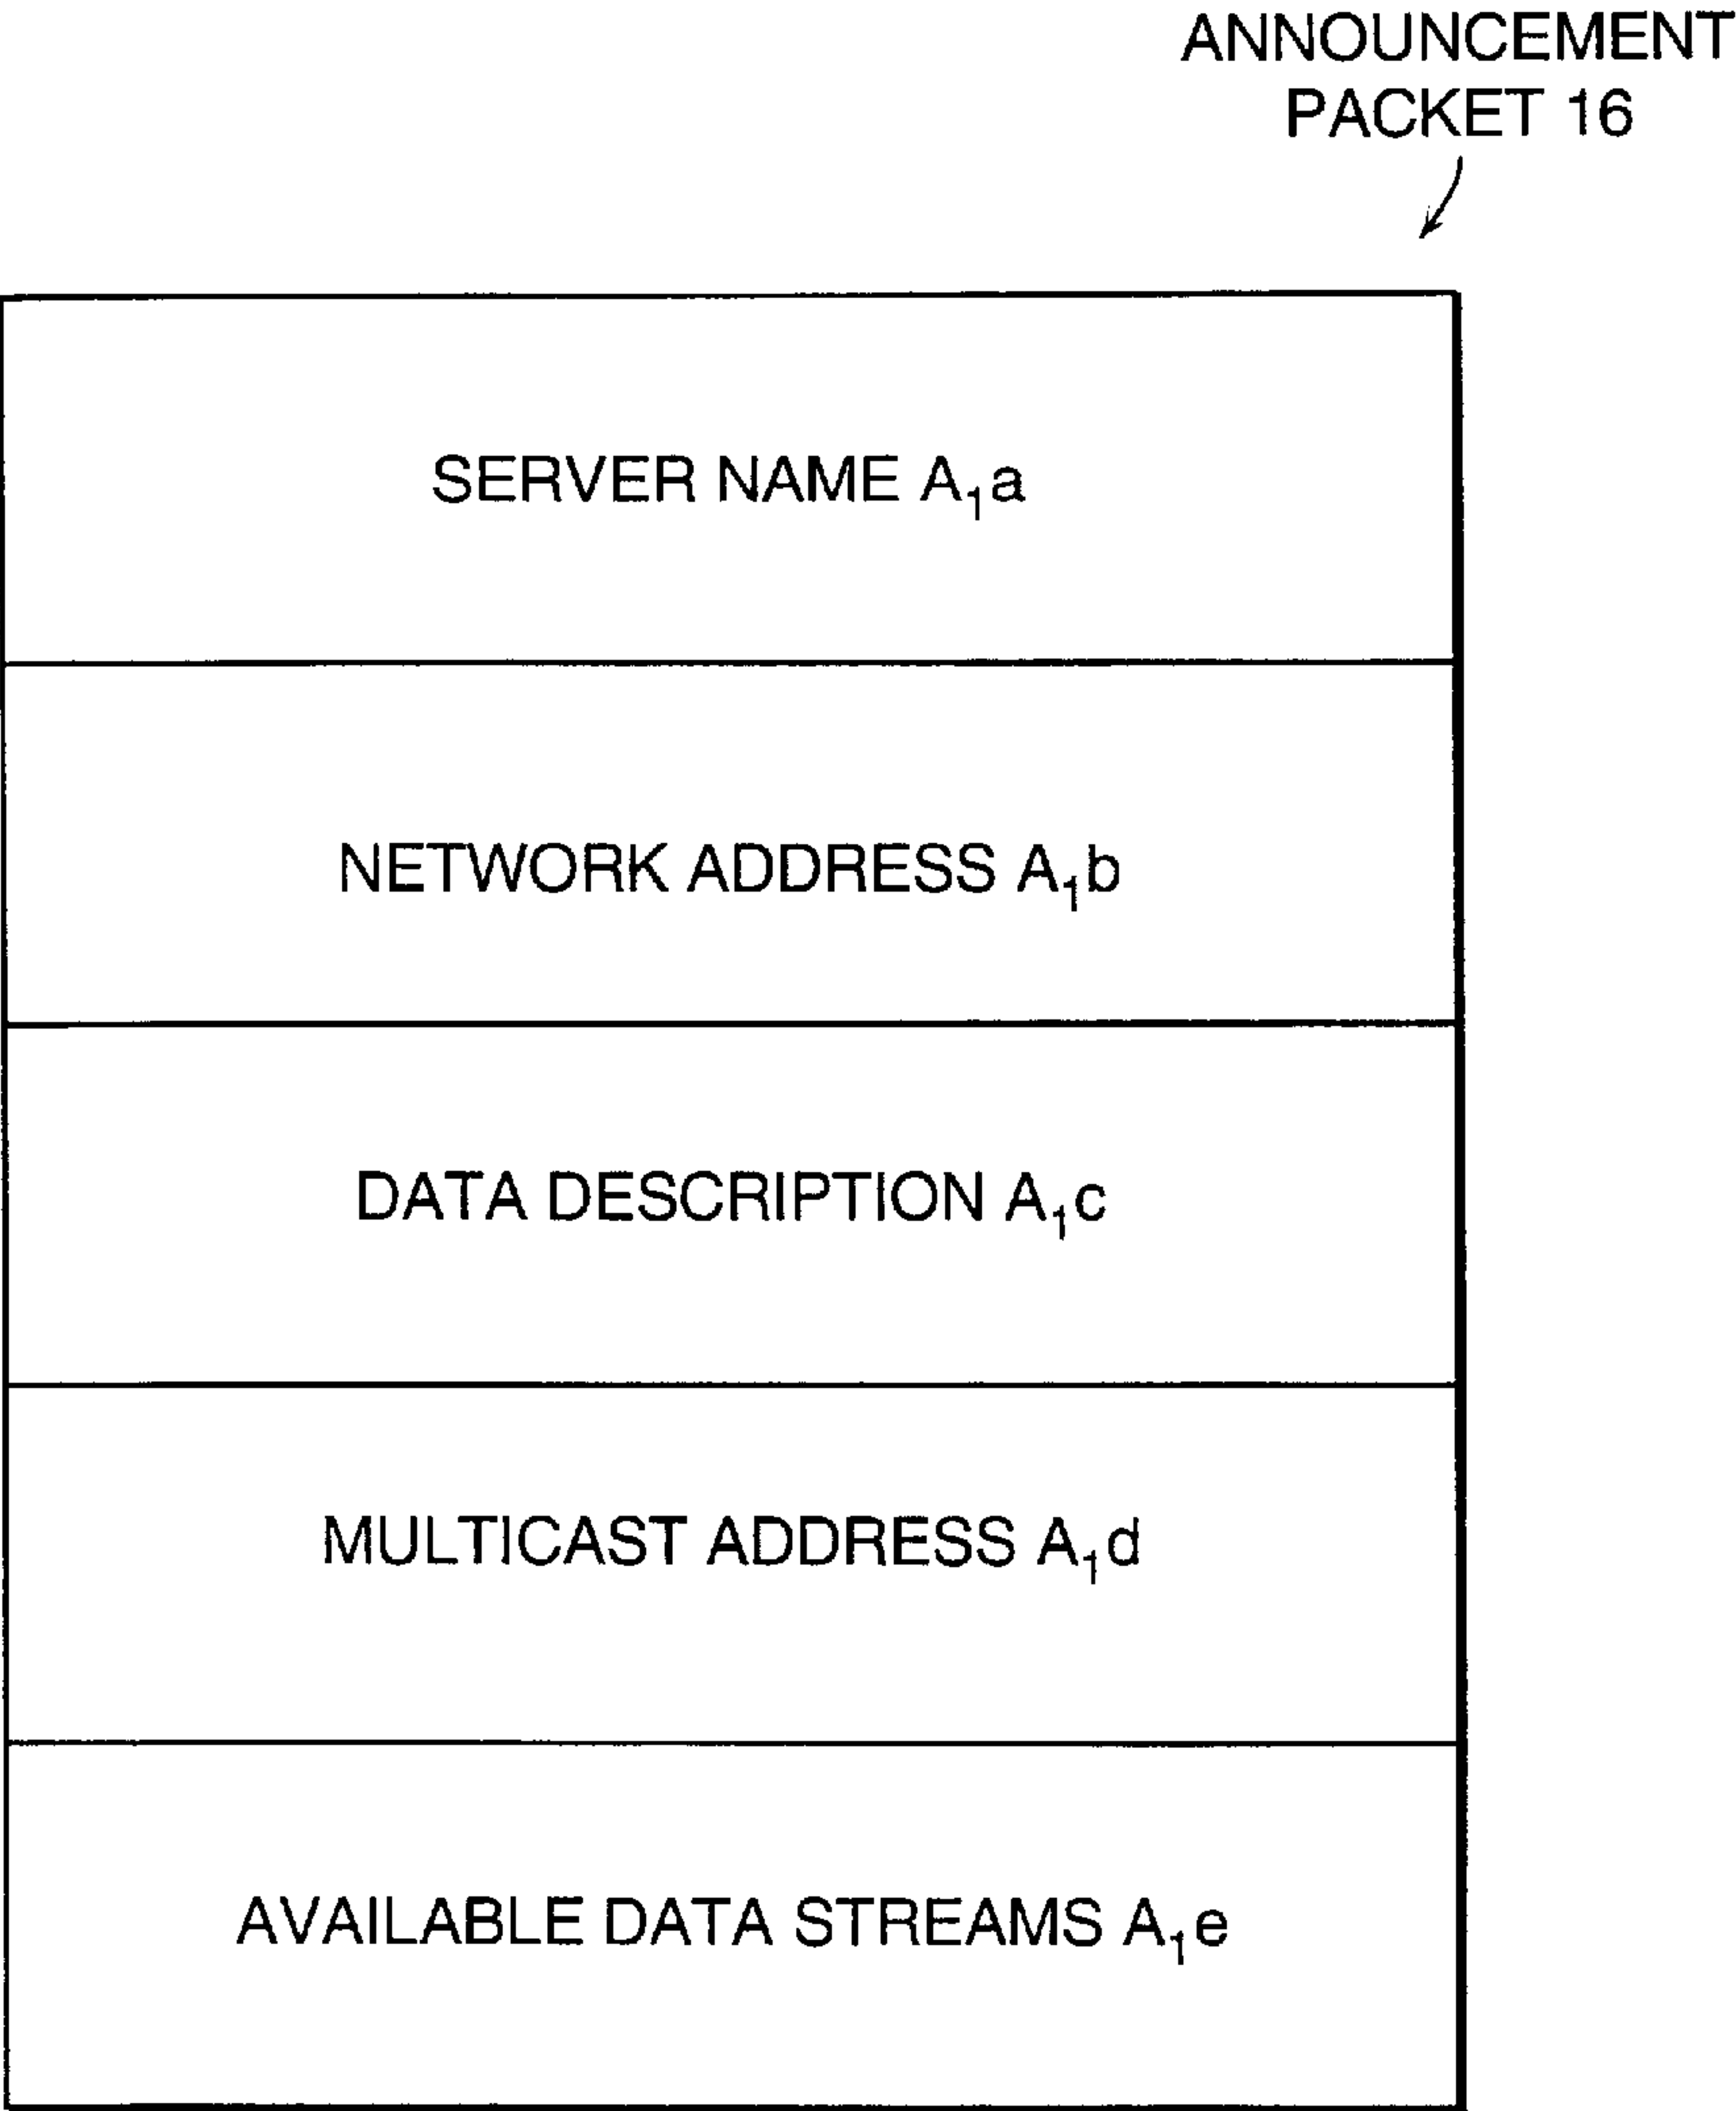 ANNOUNCEMENT
PACKET 16
SERVER NAME A₁a
NETWORK ADDRESS A₁b
DATA DESCRIPTION A₁c
MULTICAST ADDRESS A₁d
AVAILABLE DATA STREAMS A₁e